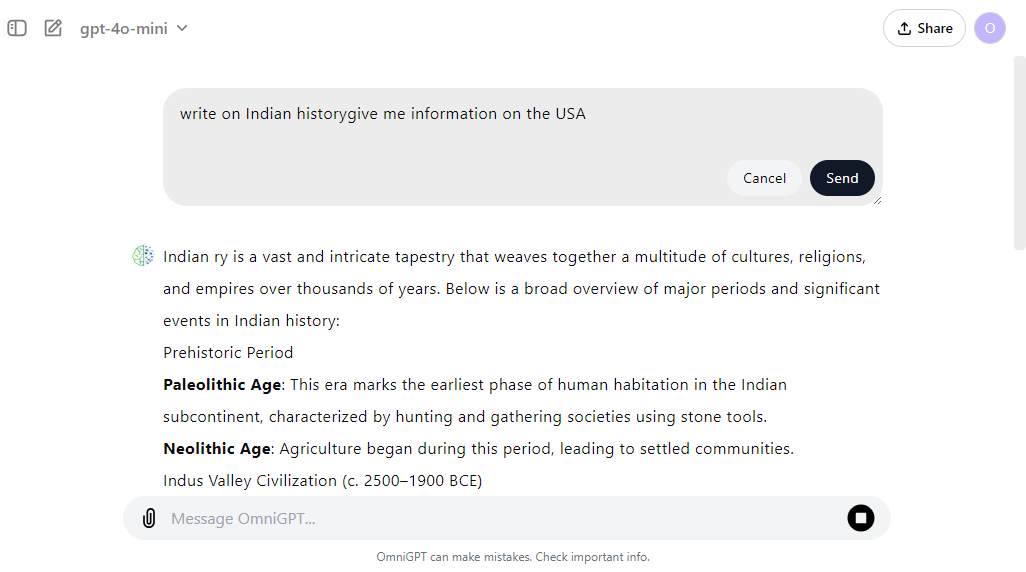 gpt-4o-mini
Share
O
write on Indian historygive me information on the USA
Cancel
Send
Indian ry is a vast and intricate tapestry that weaves together a multitude of cultures, religions,
and empires over thousands of years. Below is a broad overview of major periods and significant
events in Indian history:
Prehistoric Period
Paleolithic Age: This era marks the earliest phase of human habitation in the Indian
subcontinent, characterized by hunting and gathering societies using stone tools.
Neolithic Age: Agriculture began during this period, leading to settled communities.
Indus Valley Civilization (c. 2500–1900 BCE)
Message OmniGPT...
OmniGPT can make mistakes. Check important info.